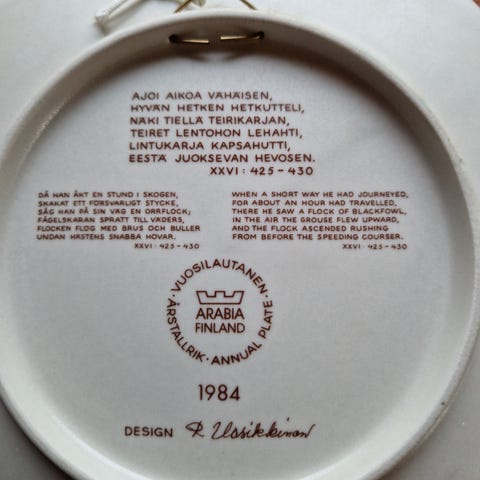 AJOI AIKOA VÄHÄISEN,
HYVÄN HETKEN HETKUTTELI,
NÄKI TIELLÄ TEIRIKARJAN,
TEIRET LENTOHON LEHAHTI,
LINTUKARJA KAPSAHUTTI,
EESTÄ JUOKSEVAN HEVOSEN.
XXVI: 425-430
DÅ HAN ÅKT EN STUND I SKOGEN,
SKAKAT ETT FÖRSVARLIGT STYCKE,
SÅG HAN PÅ SIN VÄG EN ORRFLOCK;
FÅGELSKARAN SPRATT TILL VÄDERS,
FLOCKEN FLÖG MED BRUS OCH BULLER
UNDAN HÄSTENS SNABBA HOVAR.
XXVI: 425-430
WHEN A SHORT WAY HE HAD JOURNEYED,
FOR ABOUT AN HOUR HAD TRAVELLED,
THERE HE SAW A FLOCK OF BLACKFOWL,
IN THE AIR THE GROUSE FLEW UPWARD,
AND THE FLOCK ASCENDED RUSHING
FROM BEFORE THE SPEEDING COURSER.
XXVI: 425-430
· VUOSILAUTANEN ·
ARABIA
FINLAND
ÅRSTALLRIK · ANNUAL PLATE
1984
DESIGN R Uosikkinen